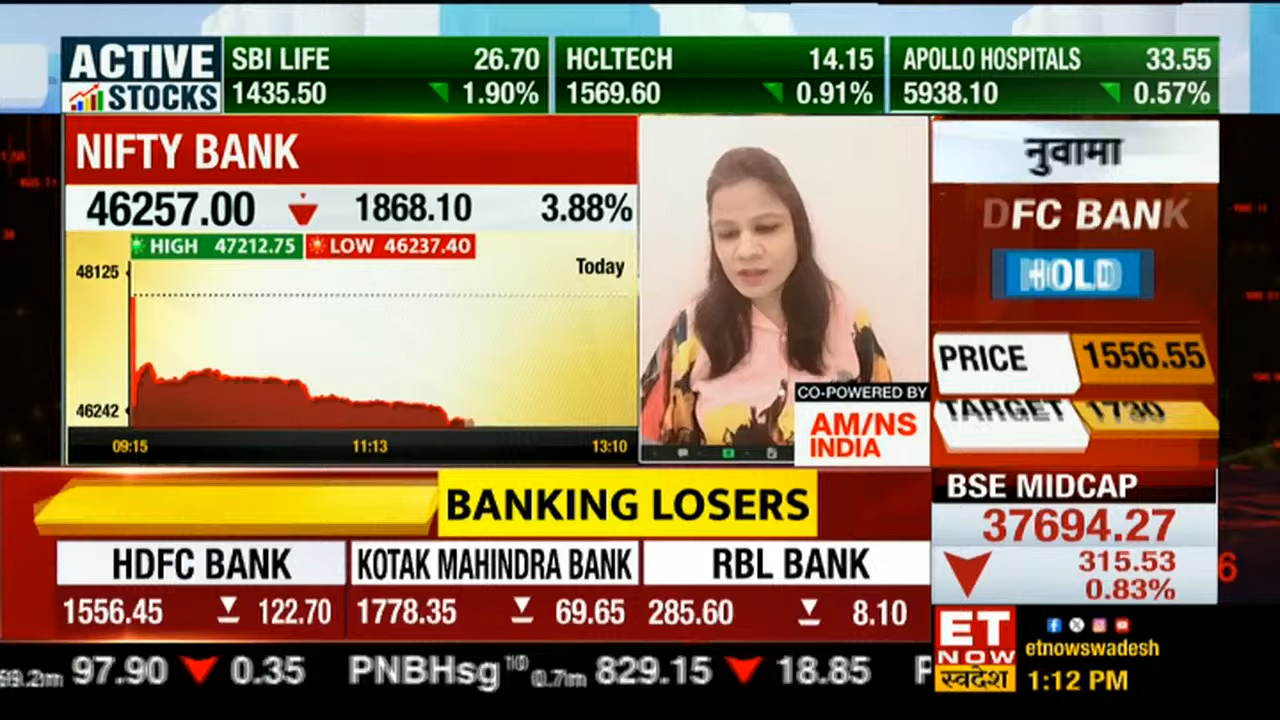 ACTIVE
STOCKS
SBI LIFE 26.70
1435.50 1.90%
HCLTECH 14.15
1569.60 0.91%
APOLLO HOSPITALS 33.55
5938.10 0.57%
NIFTY BANK
46257.00 1868.10 3.88%
HIGH 47212.75 LOW 46237.40
48125 Today
46242
09:15 11:13 13:10
CO-POWERED BY
AM/NS
INDIA
नुवामा
DFC BANK
HOLD
PRICE 1556.55
TARGET 1730
BANKING LOSERS
HDFC BANK
1556.45 122.70
KOTAK MAHINDRA BANK
1778.35 69.65
RBL BANK
285.60 8.10
BSE MIDCAP
37694.27
315.53
0.83%
6
97.90 0.35 PNBHsg 0.7m 829.15 18.85
ET
NOW
स्वदेश
etnowswadesh
1:12 PM